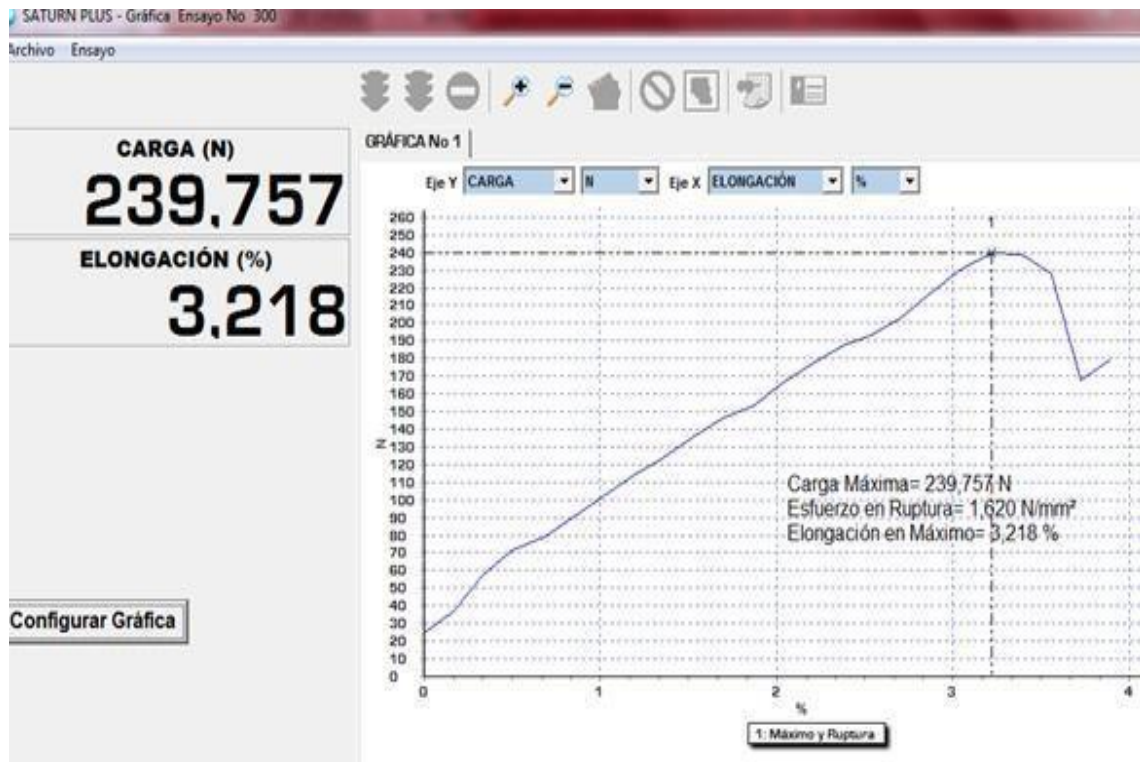 SATURN PLUS - Gráfica Ensayo No 300
Archivo Ensayo
CARGA (N)
239,757
ELONGACIÓN (%)
3,218
Configurar Gráfica
GRÁFICA No 1
Eje Y CARGA N Eje X ELONGACIÓN %
260
250
240
230
220
210
200
190
180
170
160
150
140
130
120
110
100
90
80
70
60
50
40
30
20
10
0
N
1
Carga Máxima= 239,757 N
Esfuerzo en Ruptura= 1,620 N/mm²
Elongación en Máximo= 3,218 %
0 1 2 3 4
%
1: Máximo y Ruptura